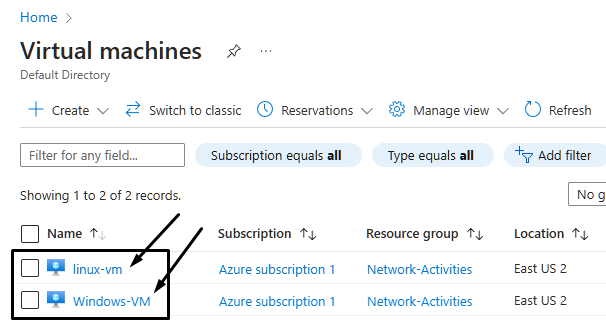 Home >
Virtual machines ...
Default Directory
+ Create Switch to classic Reservations Manage view Refresh
Filter for any field... Subscription equals all Type equals all Add filter
Showing 1 to 2 of 2 records.
No g
Name ↑↓ Subscription ↑↓ Resource group ↑↓ Location ↑↓
linux-vm Azure subscription 1 Network-Activities East US 2
Windows-VM Azure subscription 1 Network-Activities East US 2